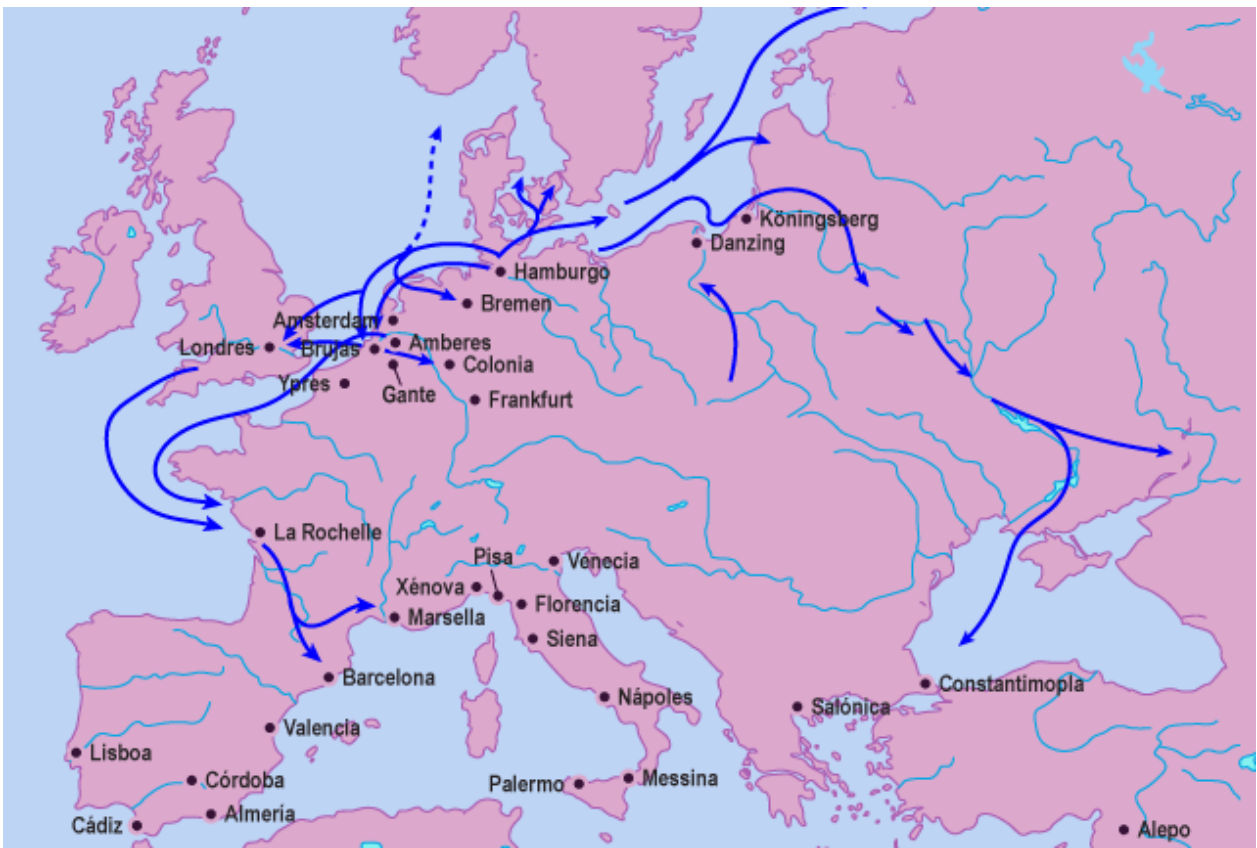 Köningsberg
Danzing
Hamburgo
Bremen
Amsterdam
Londres
Brujas
Amberes
Colonia
Ypres
Gante
Frankfurt
La Rochelle
Pisa
Venecia
Xénova
Florencia
Marsella
Siena
Barcelona
Constantimopla
Nápoles
Salónica
Valencia
Lisboa
Córdoba
Palermo
Messina
Almería
Cádiz
Alepo